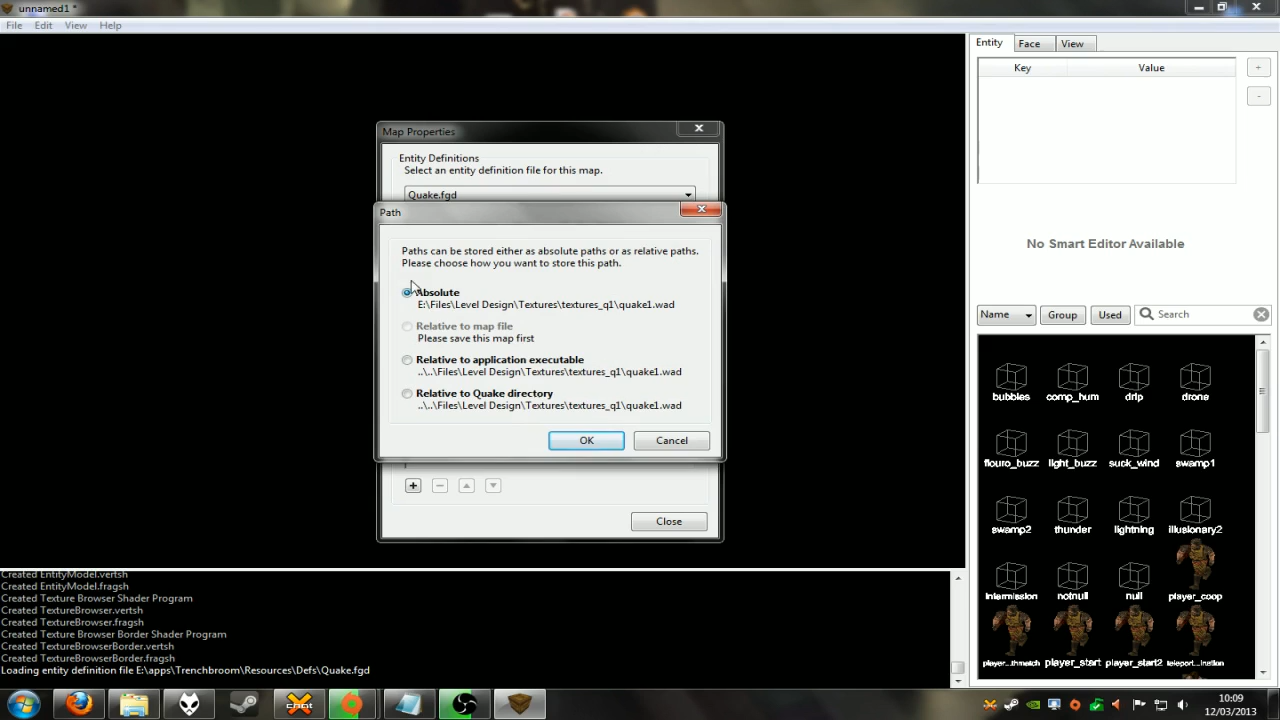 unnamed1 *
File Edit View Help
Entity Face View
Key Value
+
-
No Smart Editor Available
Name Group Used Search
bubbles comp_hum drip drone
flouro_buzz light_buzz suck_wind swamp1
swamp2 thunder lightning illusionary2
intermission notnull null player_coop
player_start player_start2
Map Properties
Entity Definitions
Select an entity definition file for this map.
Quake.fgd
Path
Paths can be stored either as absolute paths or as relative paths.
Please choose how you want to store this path.
Absolute
E:\Files\Level Design\Textures\textures_q1\quake1.wad
Relative to map file
Please save this map first
Relative to application executable
..\..\Files\Level Design\Textures\textures_q1\quake1.wad
Relative to Quake directory
..\..\Files\Level Design\Textures\textures_q1\quake1.wad
OK Cancel
Close
Created EntityModel.vertsh
Created EntityModel.fragsh
Created Texture Browser Shader Program
Created TextureBrowser.vertsh
Created TextureBrowser.fragsh
Created Texture Browser Border Shader Program
Created TextureBrowserBorder.vertsh
Created TextureBrowserBorder.fragsh
Loading entity definition file E:\apps\Trenchbroom\Resources\Defs\Quake.fgd
10:09
12/03/2013